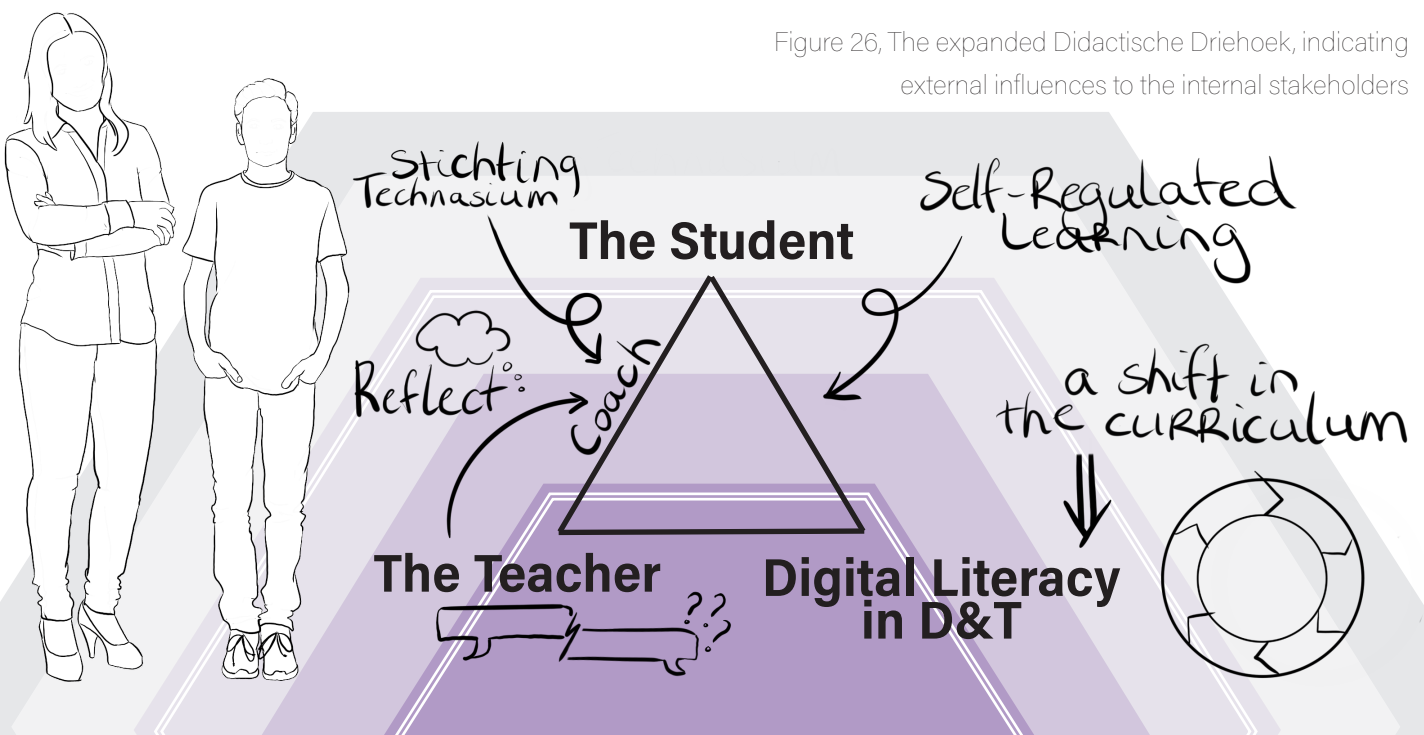 Figure 26, The expanded Didactische Driehoek, indicating
external influences to the internal stakeholders
Stichting
Technasium
Self-Regulated
Learning
The Student
Coach
Reflect
a shift in
the curriculum
The Teacher
Digital Literacy
in D&T
??
?